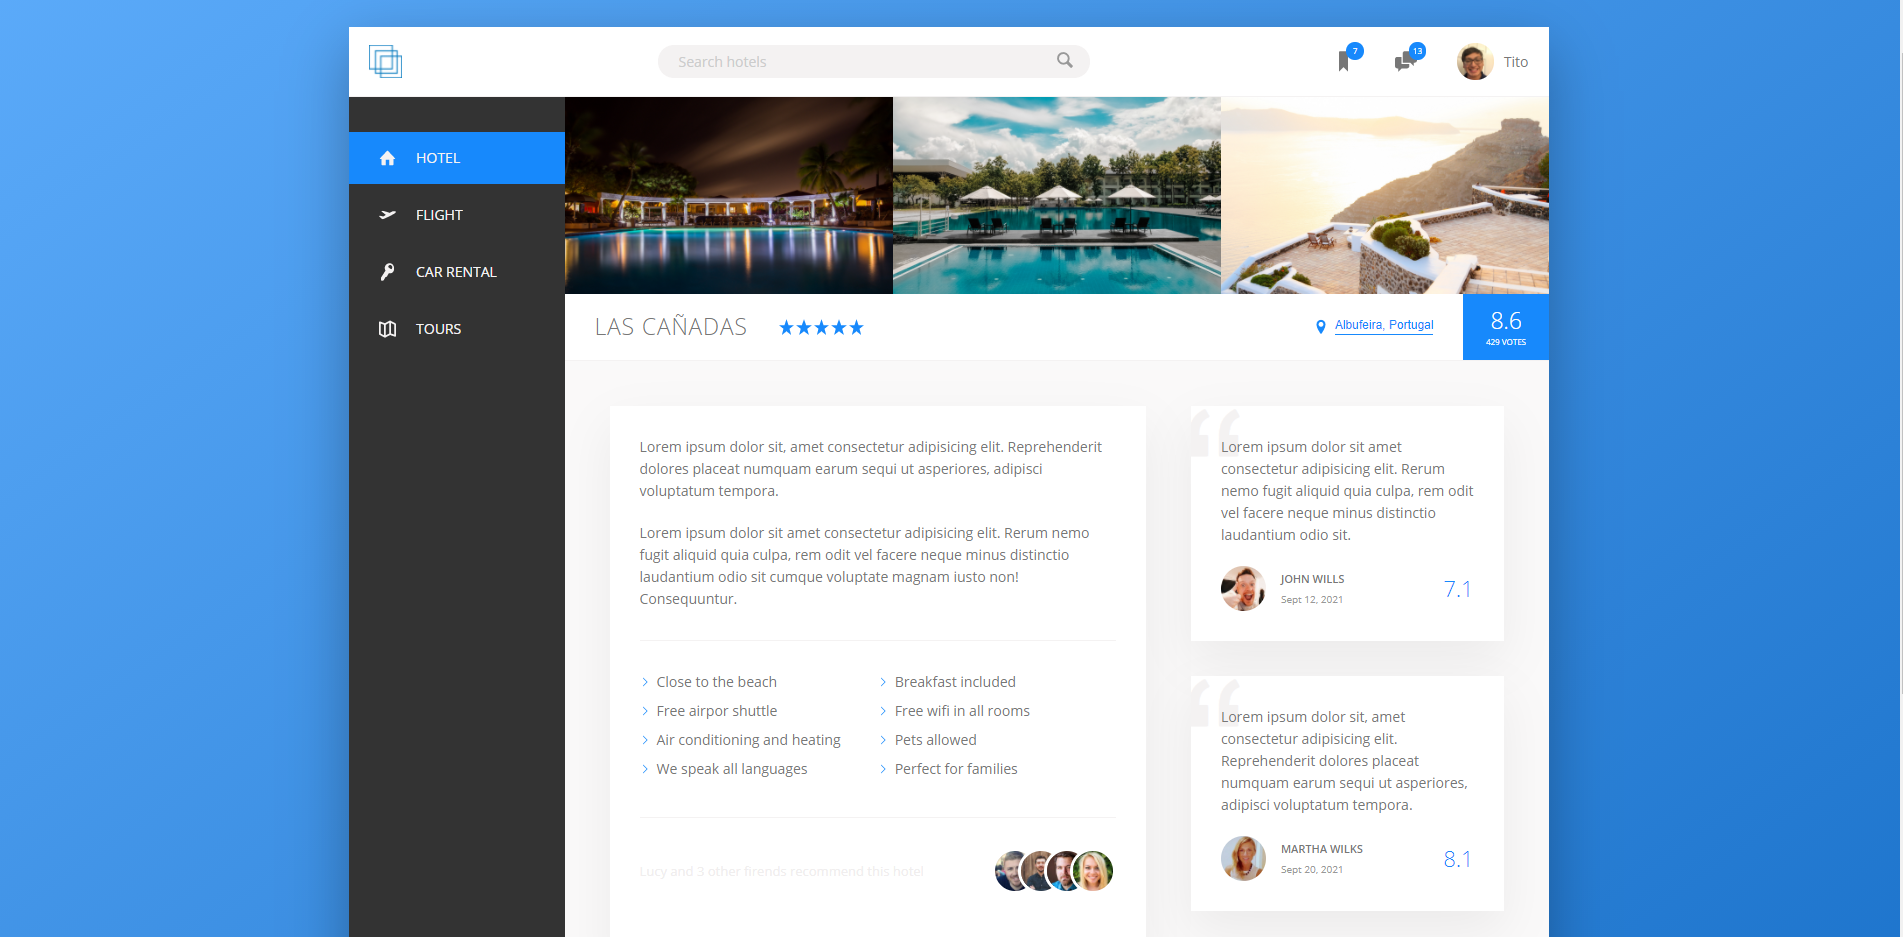 Search hotels
7
13
Tito
HOTEL
FLIGHT
CAR RENTAL
TOURS
LAS CAÑADAS
Albufeira, Portugal
8.6
429 VOTES
Lorem ipsum dolor sit, amet consectetur adipisicing elit. Reprehenderit
dolores placeat numquam earum sequi ut asperiores, adipisci
voluptatum tempora.
Lorem ipsum dolor sit amet consectetur adipisicing elit. Rerum nemo
fugit aliquid quia culpa, rem odit vel facere neque minus distinctio
laudantium odio sit cumque voluptate magnam iusto non!
Consequuntur.
Close to the beach
Breakfast included
Free airpor shuttle
Free wifi in all rooms
Air conditioning and heating
Pets allowed
We speak all languages
Perfect for families
Lucy and 3 other firends recommend this hotel
“
Lorem ipsum dolor sit amet
consectetur adipisicing elit. Rerum
nemo fugit aliquid quia culpa, rem odit
vel facere neque minus distinctio
laudantium odio sit.
JOHN WILLS
Sept 12, 2021
7.1
“
Lorem ipsum dolor sit, amet
consectetur adipisicing elit.
Reprehenderit dolores placeat
numquam earum sequi ut asperiores,
adipisci voluptatum tempora.
MARTHA WILKS
Sept 20, 2021
8.1